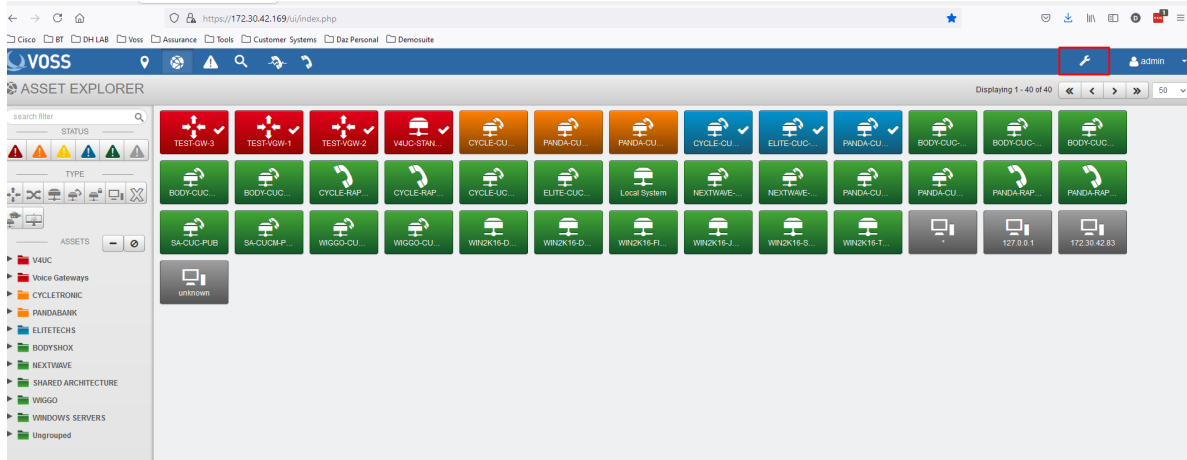 https://172.30.42.169/ui/index.php
Cisco BT DH LAB Voss Assurance Tools Customer Systems Daz Personal Demosuite
VOSS admin
ASSET EXPLORER Displaying 1 - 40 of 40 50
search filter
STATUS
TYPE
ASSETS
V4UC
Voice Gateways
CYCLETRONIC
PANDABANK
ELITETECHS
BODYSHOX
NEXTWAVE
SHARED ARCHITECTURE
WIGGO
WINDOWS SERVERS
Ungrouped
TEST-GW-3 TEST-VGW-1 TEST-VGW-2 V4UC-STAN... CYCLE-CU... PANDA-CU... PANDA-CU... CYCLE-CU... ELITE-CUC-... PANDA-CU... BODY-CUC-... BODY-CUC-... BODY-CUC...
BODY-CUC... BODY-CUC... CYCLE-RAP... CYCLE-RAP... CYCLE-UC... ELITE-CUC... Local System NEXTWAVE-... NEXTWAVE-... PANDA-CU... PANDA-CU... PANDA-RAP... PANDA-RAP...
SA-CUC-PUB SA-CUCM-P... WIGGO-CU... WIGGO-CU... WIN2K16-D... WIN2K16-D... WIN2K16-FI... WIN2K16-J... WIN2K16-S... WIN2K16-T... * 127.0.0.1 172.30.42.83
unknown